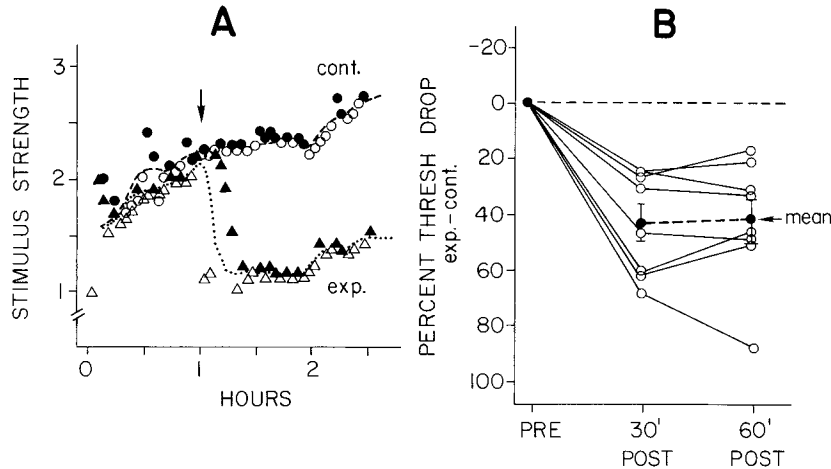 A
STIMULUS STRENGTH
3
2
1
cont.
exp.
0
1
2
HOURS
B
PERCENT THRESH DROP
exp.-cont.
-20
0
20
40
60
80
100
mean
PRE
30'
POST
60'
POST